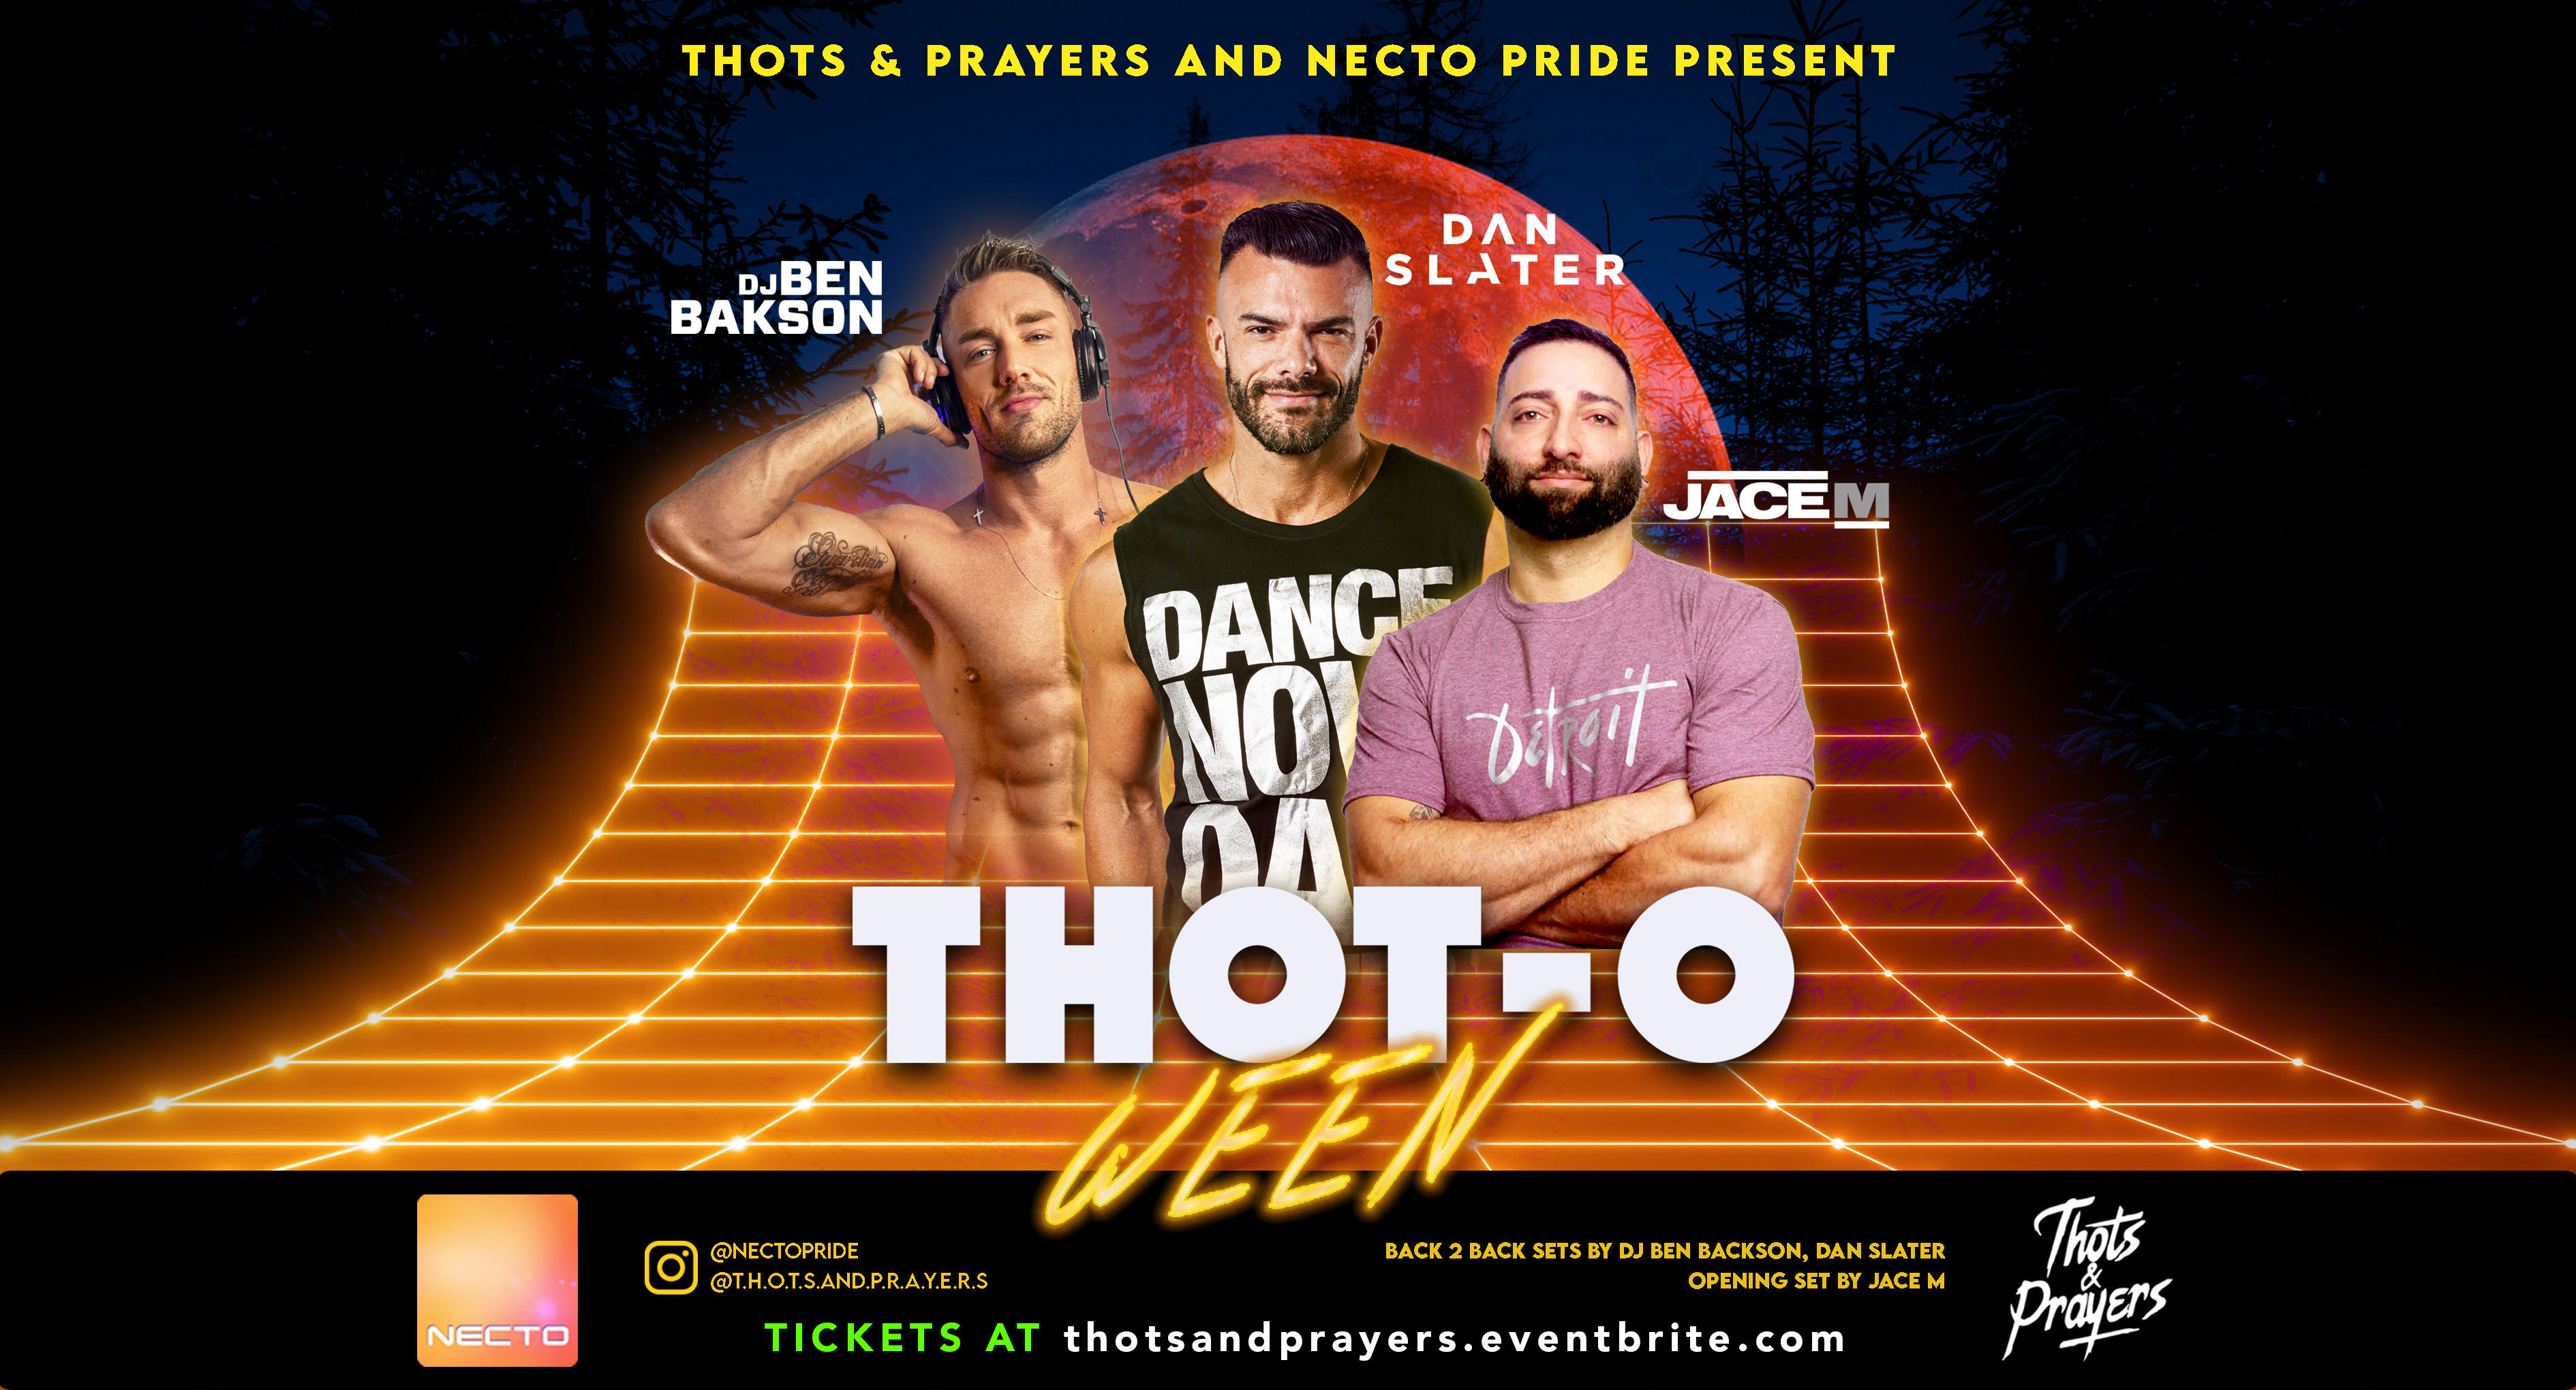 THOTS & PRAYERS AND NECTO PRIDE PRESENT
DJ BEN
BAKSON
DAN
SLATER
JACE M
DANCE
NOW
DA
Detroit
THOT-O
WEEN
NECTO
@NECTOPRIDE
@T.H.O.T.S.AND.P.R.A.Y.E.R.S
BACK 2 BACK SETS BY DJ BEN BACKSON, DAN SLATER
OPENING SET BY JACE M
TICKETS AT thotsandprayers.eventbrite.com
Thots
&
Prayers